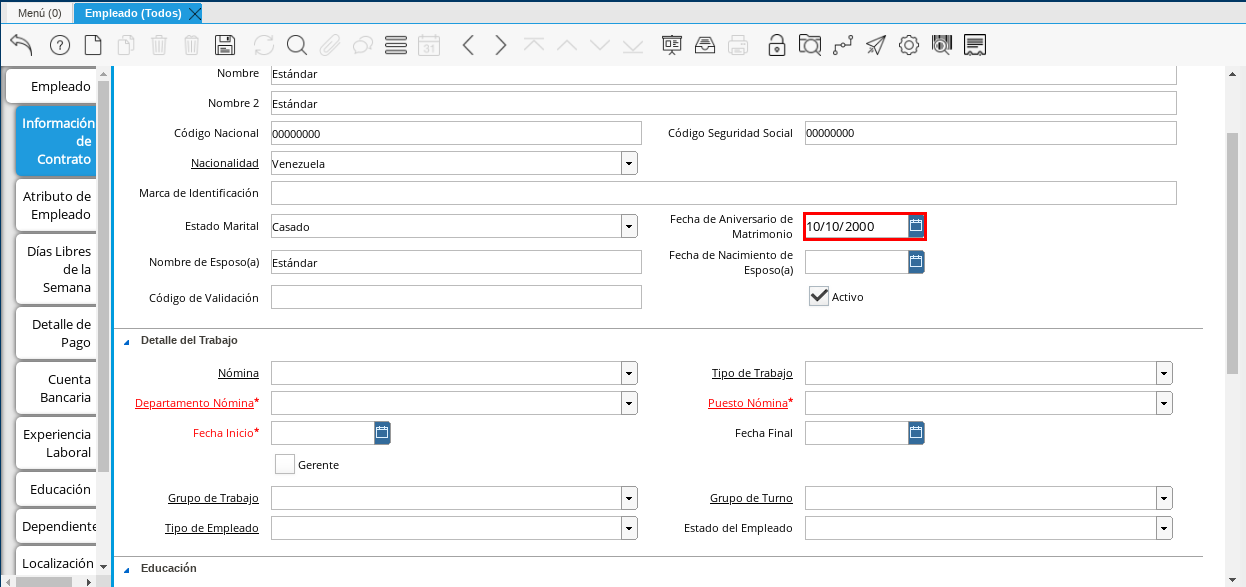 Menú (0)
Empleado (Todos)
31
Empleado
Información de Contrato
Atributo de Empleado
Días Libres de la Semana
Detalle de Pago
Cuenta Bancaria
Experiencia Laboral
Educación
Dependiente
Localización
Nombre Estándar
Nombre 2 Estándar
Código Nacional 00000000 Código Seguridad Social 00000000
Nacionalidad Venezuela
Marca de Identificación
Estado Marital Casado Fecha de Aniversario de Matrimonio 10/10/2000
Nombre de Esposo(a) Estándar Fecha de Nacimiento de Esposo(a)
Código de Validación Activo
Detalle del Trabajo
Nómina Tipo de Trabajo
Departamento Nómina* Puesto Nómina*
Fecha Inicio* Fecha Final
Gerente
Grupo de Trabajo Grupo de Turno
Tipo de Empleado Estado del Empleado
Educación